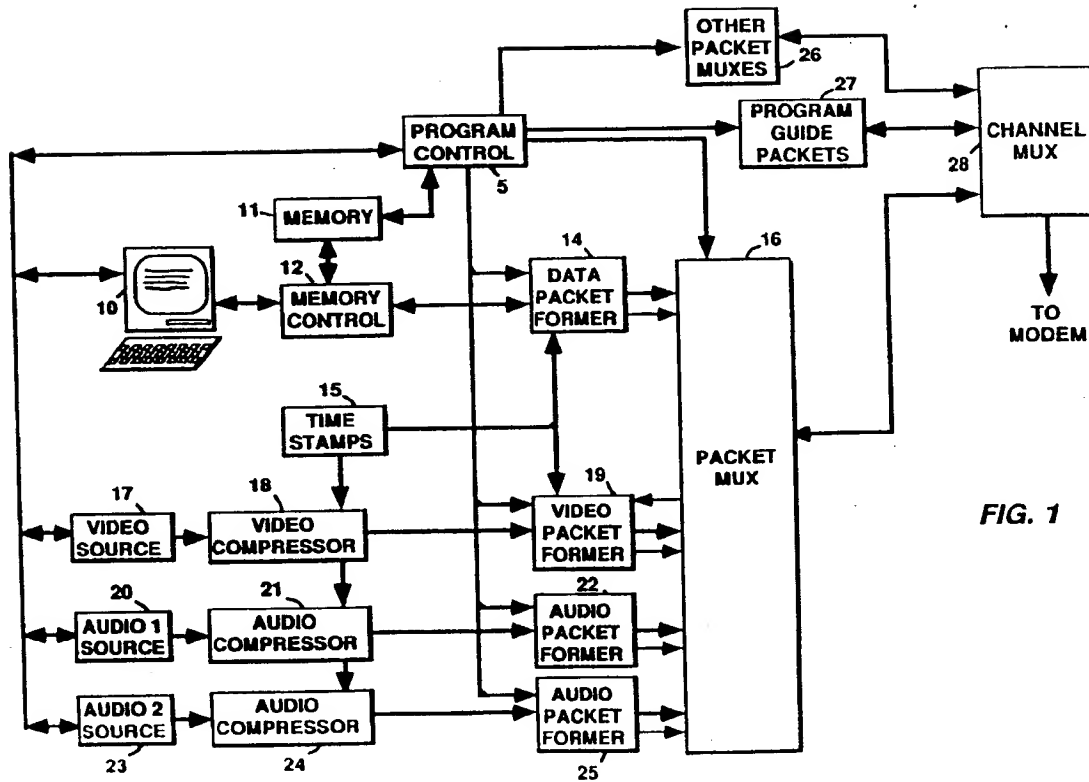 OTHER
PACKET
MUXES
26
27
PROGRAM
GUIDE
PACKETS
CHANNEL
MUX
28
PROGRAM
CONTROL
5
11
MEMORY
12
MEMORY
CONTROL
10
14
DATA
PACKET
FORMER
16
PACKET
MUX
TO
MODEM
15
TIME
STAMPS
17
VIDEO
SOURCE
18
VIDEO
COMPRESSOR
19
VIDEO
PACKET
FORMER
FIG. 1
20
AUDIO 1
SOURCE
21
AUDIO
COMPRESSOR
22
AUDIO
PACKET
FORMER
AUDIO 2
SOURCE
23
AUDIO
COMPRESSOR
24
AUDIO
PACKET
FORMER
25